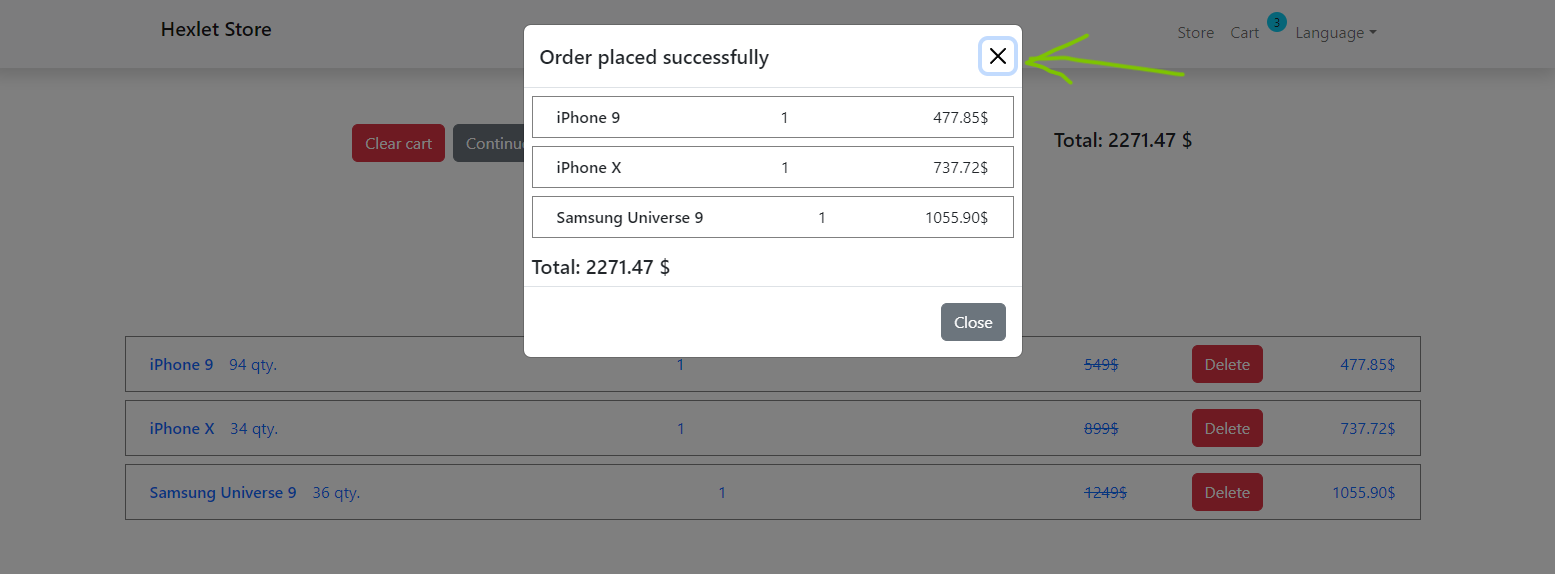 Hexlet Store
Store Cart 3 Language
Order placed successfully
iPhone 9 1 477.85$
iPhone X 1 737.72$
Samsung Universe 9 1 1055.90$
Total: 2271.47 $
Close
Clear cart
Total: 2271.47 $
iPhone 9 94 qty. 1 549$ Delete 477.85$
iPhone X 34 qty. 1 899$ Delete 737.72$
Samsung Universe 9 36 qty. 1 1249$ Delete 1055.90$